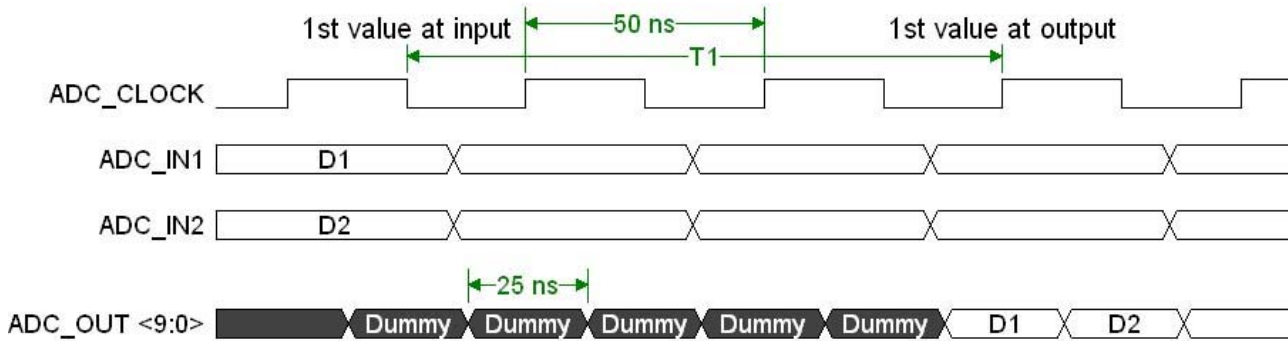 1st value at input
50 ns
1st value at output
T1
ADC_CLOCK
ADC_IN1 D1
ADC_IN2 D2
25 ns
ADC_OUT <9:0> Dummy Dummy Dummy Dummy Dummy D1 D2